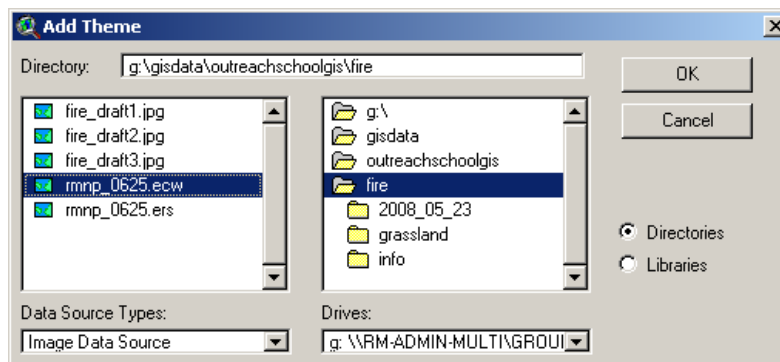 Add Theme
Directory: g:\gisdata\outreachschoolgis\fire
OK
Cancel
fire_draft1.jpg
fire_draft2.jpg
fire_draft3.jpg
rmnp_0625.ecw
rmnp_0625.ers
g:\
gisdata
outreachschoolgis
fire
2008_05_23
grassland
info
Directories
Libraries
Data Source Types:
Image Data Source
Drives:
g: \\RM-ADMIN-MULTI\GROUI